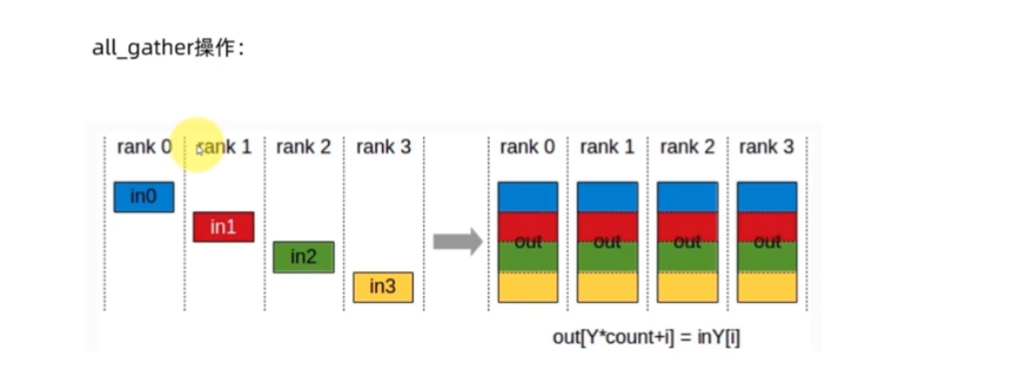 all_gather操作：
rank 0 rank 1 rank 2 rank 3 rank 0 rank 1 rank 2 rank 3
in0
in1
out out out out
in2
in3
out[Y*count+i] = inY[i]